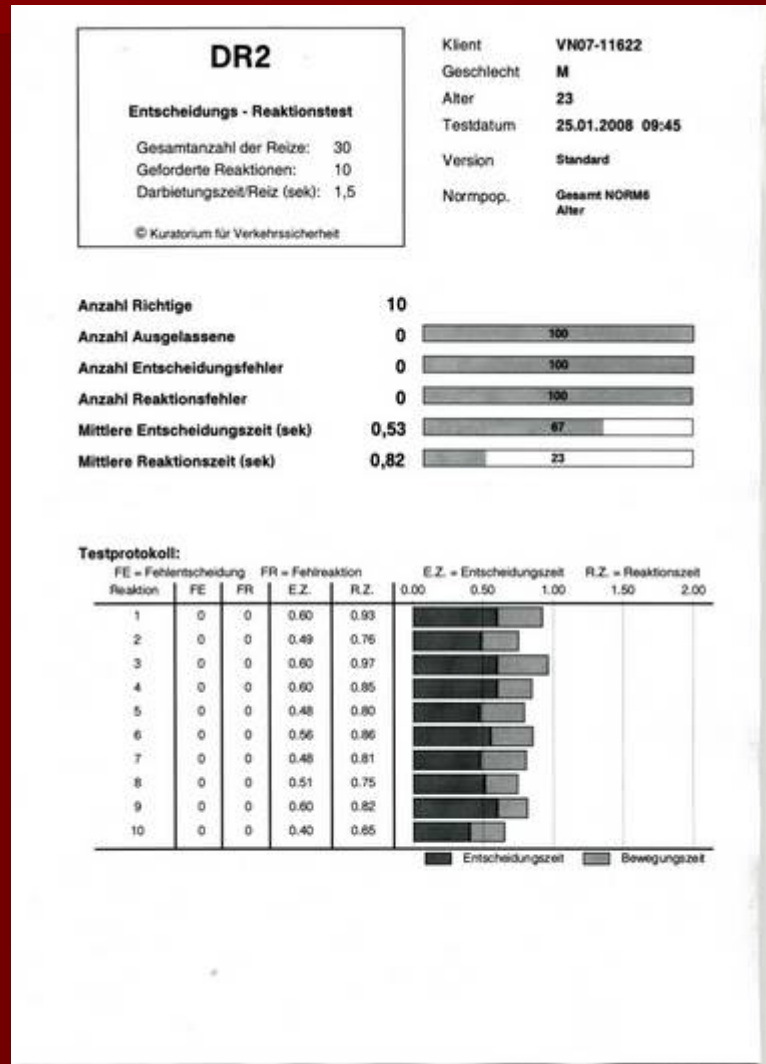 DR2
Entscheidungs - Reaktionstest
Gesamtanzahl der Reize: 30
Geforderte Reaktionen: 10
Darbietungszeit/Reiz (sek): 1,5
© Kuratorium für Verkehrssicherheit
Klient VN07-11622
Geschlecht M
Alter 23
Testdatum 25.01.2008 09:45
Version Standard
Normpop. Gesamt NORM6
Alter
Anzahl Richtige 10
Anzahl Ausgelassene 0 100
Anzahl Entscheidungsfehler 0 100
Anzahl Reaktionsfehler 0 100
Mittlere Entscheidungszeit (sek) 0,53 67
Mittlere Reaktionszeit (sek) 0,82 23
Testprotokoll:
FE = Fehlentscheidung FR = Fehlreaktion E.Z. = Entscheidungszeit R.Z. = Reaktionszeit
Reaktion FE FR E.Z. R.Z. 0.00 0.50 1.00 1.50 2.00
1 0 0 0.60 0.93
2 0 0 0.49 0.76
3 0 0 0.60 0.97
4 0 0 0.60 0.85
5 0 0 0.48 0.80
6 0 0 0.56 0.86
7 0 0 0.48 0.81
8 0 0 0.51 0.75
9 0 0 0.60 0.82
10 0 0 0.40 0.65
Entscheidungszeit Bewegungszeit